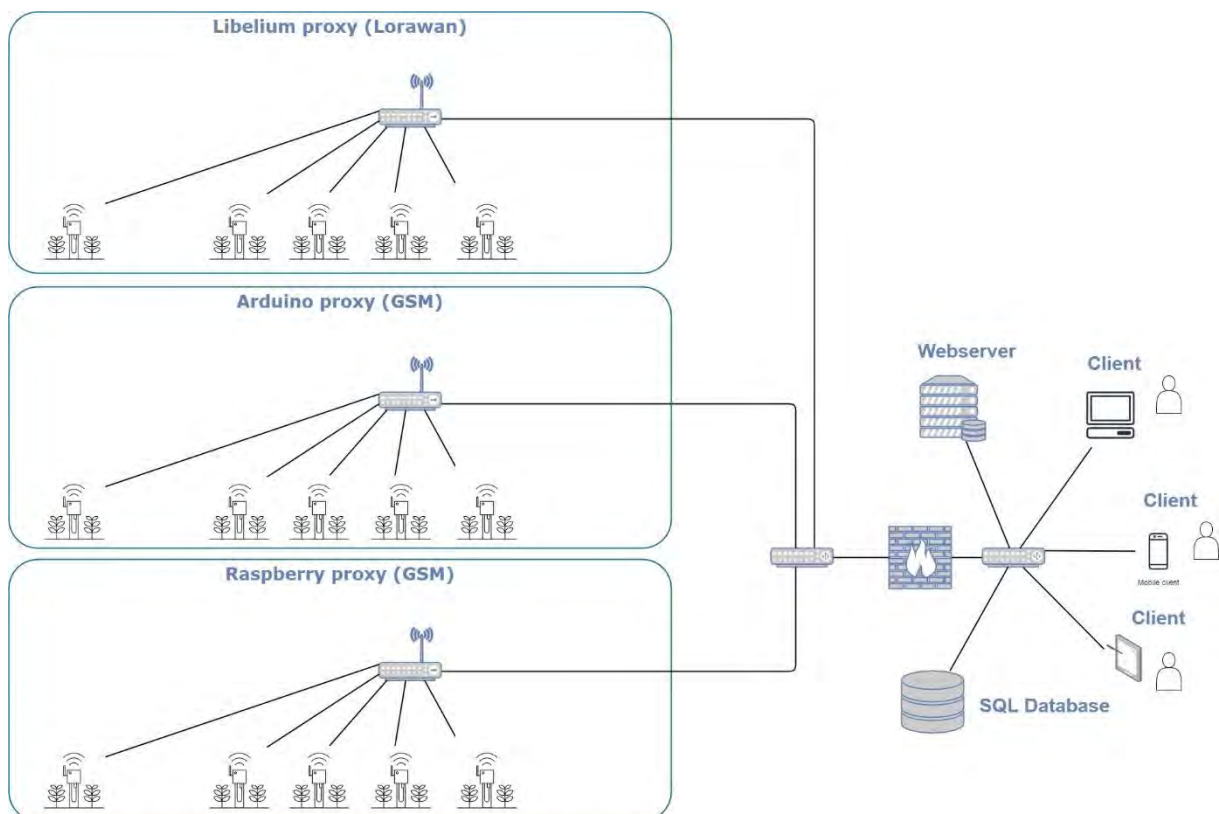 Libelium proxy (Lorawan)
Arduino proxy (GSM)
Raspberry proxy (GSM)
Webserver
Client
Client
Mobile client
Client
SQL Database